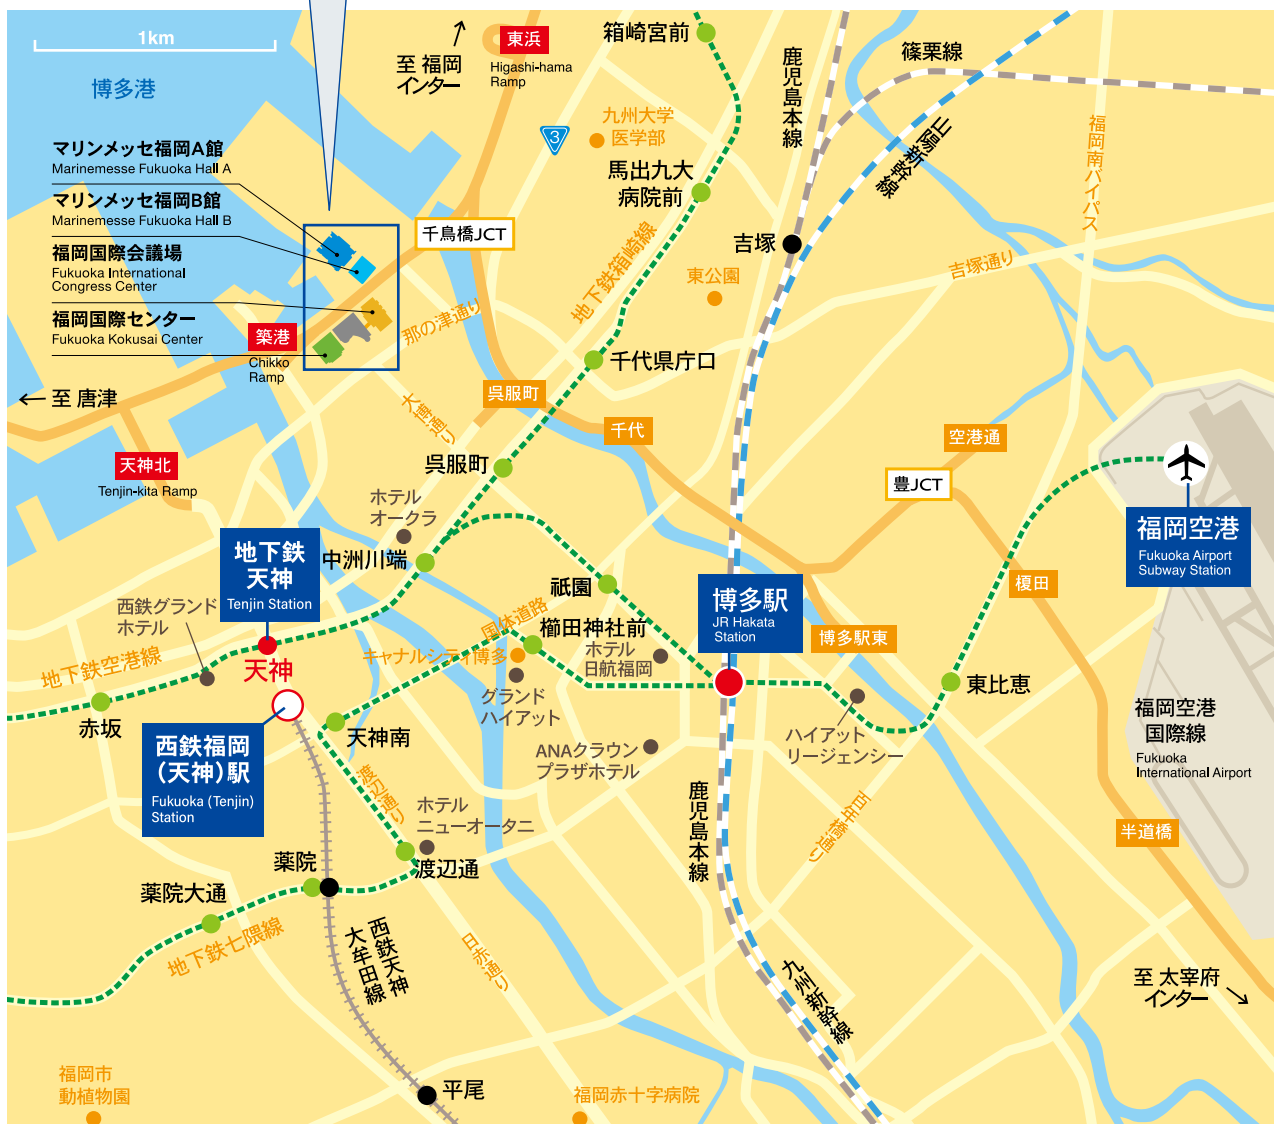 1km
博多港
至 福岡
インター
東浜
Higashi-hama
Ramp
箱崎宮前
鹿児島本線
篠栗線
山陽新幹線
福岡南バイパス
3
九州大学
医学部
馬出九大
病院前
マリンメッセ福岡A館
Marinemesse Fukuoka Hall A
マリンメッセ福岡B館
Marinemesse Fukuoka Hall B
福岡国際会議場
Fukuoka International
Congress Center
福岡国際センター
Fukuoka Kokusai Center
千鳥橋JCT
吉塚
東公園
吉塚通り
地下鉄箱崎線
那の津通り
築港
Chikko
Ramp
千代県庁口
至 唐津
大博通り
呉服町
千代
空港通
豊JCT
天神北
Tenjin-kita Ramp
呉服町
ホテル
オークラ
地下鉄
天神
Tenjin Station
中洲川端
祇園
福岡空港
Fukuoka Airport
Subway Station
榎田
博多駅
JR Hakata
Station
博多駅東
西鉄グランド
ホテル
国体道路
櫛田神社前
キャナルシティ博多
ホテル
日航福岡
地下鉄空港線
天神
赤坂
グランド
ハイアット
東比恵
西鉄福岡
（天神）駅
Fukuoka (Tenjin)
Station
天神南
ANAクラウン
プラザホテル
ハイアット
リージェンシー
福岡空港
国際線
Fukuoka
International Airport
渡辺通り
ホテル
ニューオータニ
鹿児島本線
百年橋通り
半道橋
薬院
渡辺通
薬院大通
地下鉄七隈線
西鉄天神
大牟田線
日赤通り
九州新幹線
至 太宰府
インター
福岡市
動植物園
平尾
福岡赤十字病院